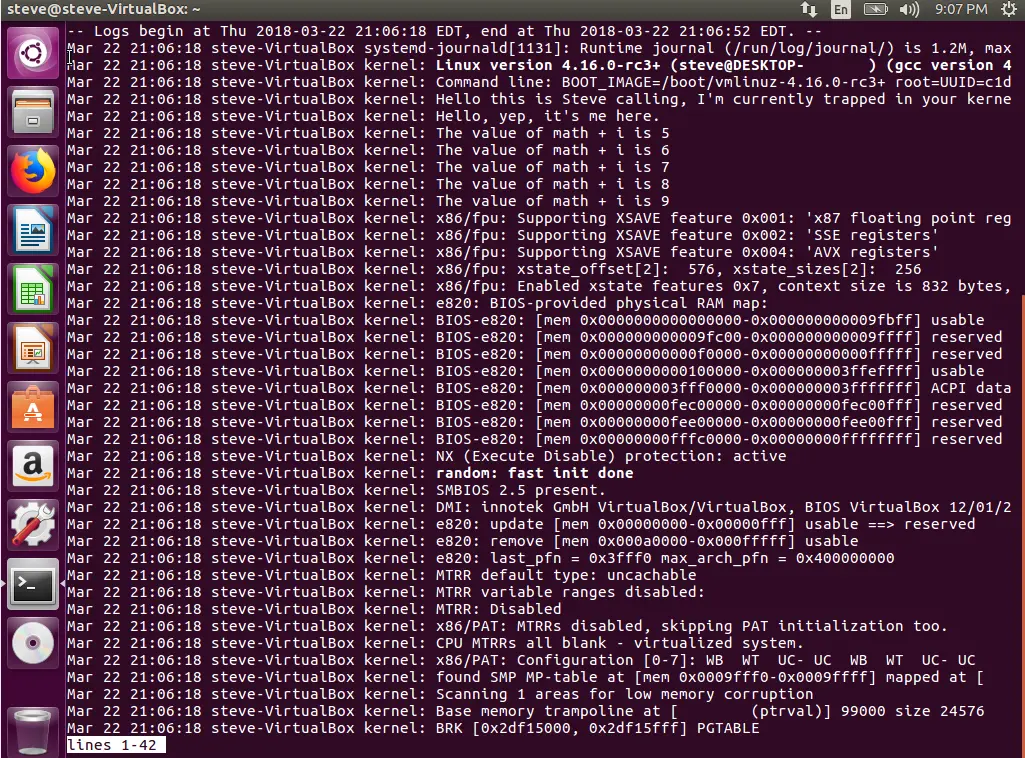 steve@steve-VirtualBox: ~
En
9:07 PM
-- Logs begin at Thu 2018-03-22 21:06:18 EDT, end at Thu 2018-03-22 21:06:52 EDT. --
Mar 22 21:06:18 steve-VirtualBox systemd-journald[1131]: Runtime journal (/run/log/journal/) is 1.2M, max
Mar 22 21:06:18 steve-VirtualBox kernel: Linux version 4.16.0-rc3+ (steve@DESKTOP-       ) (gcc version 4
Mar 22 21:06:18 steve-VirtualBox kernel: Command line: BOOT_IMAGE=/boot/vmlinuz-4.16.0-rc3+ root=UUID=c1d
Mar 22 21:06:18 steve-VirtualBox kernel: Hello this is Steve calling, I'm currently trapped in your kerne
Mar 22 21:06:18 steve-VirtualBox kernel: Hello, yep, it's me here.
Mar 22 21:06:18 steve-VirtualBox kernel: The value of math + i is 5
Mar 22 21:06:18 steve-VirtualBox kernel: The value of math + i is 6
Mar 22 21:06:18 steve-VirtualBox kernel: The value of math + i is 7
Mar 22 21:06:18 steve-VirtualBox kernel: The value of math + i is 8
Mar 22 21:06:18 steve-VirtualBox kernel: The value of math + i is 9
Mar 22 21:06:18 steve-VirtualBox kernel: x86/fpu: Supporting XSAVE feature 0x001: 'x87 floating point reg
Mar 22 21:06:18 steve-VirtualBox kernel: x86/fpu: Supporting XSAVE feature 0x002: 'SSE registers'
Mar 22 21:06:18 steve-VirtualBox kernel: x86/fpu: Supporting XSAVE feature 0x004: 'AVX registers'
Mar 22 21:06:18 steve-VirtualBox kernel: x86/fpu: xstate_offset[2]:  576, xstate_sizes[2]:  256
Mar 22 21:06:18 steve-VirtualBox kernel: x86/fpu: Enabled xstate features 0x7, context size is 832 bytes,
Mar 22 21:06:18 steve-VirtualBox kernel: e820: BIOS-provided physical RAM map:
Mar 22 21:06:18 steve-VirtualBox kernel: BIOS-e820: [mem 0x0000000000000000-0x000000000009fbff] usable
Mar 22 21:06:18 steve-VirtualBox kernel: BIOS-e820: [mem 0x000000000009fc00-0x000000000009ffff] reserved
Mar 22 21:06:18 steve-VirtualBox kernel: BIOS-e820: [mem 0x00000000000f0000-0x00000000000fffff] reserved
Mar 22 21:06:18 steve-VirtualBox kernel: BIOS-e820: [mem 0x0000000000100000-0x000000003ffeffff] usable
Mar 22 21:06:18 steve-VirtualBox kernel: BIOS-e820: [mem 0x000000003fff0000-0x000000003fffffff] ACPI data
Mar 22 21:06:18 steve-VirtualBox kernel: BIOS-e820: [mem 0x00000000fec00000-0x00000000fec00fff] reserved
Mar 22 21:06:18 steve-VirtualBox kernel: BIOS-e820: [mem 0x00000000fee00000-0x00000000fee00fff] reserved
Mar 22 21:06:18 steve-VirtualBox kernel: BIOS-e820: [mem 0x00000000fffc0000-0x00000000ffffffff] reserved
Mar 22 21:06:18 steve-VirtualBox kernel: NX (Execute Disable) protection: active
Mar 22 21:06:18 steve-VirtualBox kernel: random: fast init done
Mar 22 21:06:18 steve-VirtualBox kernel: SMBIOS 2.5 present.
Mar 22 21:06:18 steve-VirtualBox kernel: DMI: innotek GmbH VirtualBox/VirtualBox, BIOS VirtualBox 12/01/2
Mar 22 21:06:18 steve-VirtualBox kernel: e820: update [mem 0x00000000-0x00000fff] usable ==> reserved
Mar 22 21:06:18 steve-VirtualBox kernel: e820: remove [mem 0x000a0000-0x000fffff] usable
Mar 22 21:06:18 steve-VirtualBox kernel: e820: last_pfn = 0x3fff0 max_arch_pfn = 0x400000000
Mar 22 21:06:18 steve-VirtualBox kernel: MTRR default type: uncachable
Mar 22 21:06:18 steve-VirtualBox kernel: MTRR variable ranges disabled:
Mar 22 21:06:18 steve-VirtualBox kernel: MTRR: Disabled
Mar 22 21:06:18 steve-VirtualBox kernel: x86/PAT: MTRRs disabled, skipping PAT initialization too.
Mar 22 21:06:18 steve-VirtualBox kernel: CPU MTRRs all blank - virtualized system.
Mar 22 21:06:18 steve-VirtualBox kernel: x86/PAT: Configuration [0-7]: WB  WT  UC- UC  WB  WT  UC- UC
Mar 22 21:06:18 steve-VirtualBox kernel: found SMP MP-table at [mem 0x0009fff0-0x0009ffff] mapped at [
Mar 22 21:06:18 steve-VirtualBox kernel: Scanning 1 areas for low memory corruption
Mar 22 21:06:18 steve-VirtualBox kernel: Base memory trampoline at [        (ptrval)] 99000 size 24576
Mar 22 21:06:18 steve-VirtualBox kernel: BRK [0x2df15000, 0x2df15fff] PGTABLE
lines 1-42